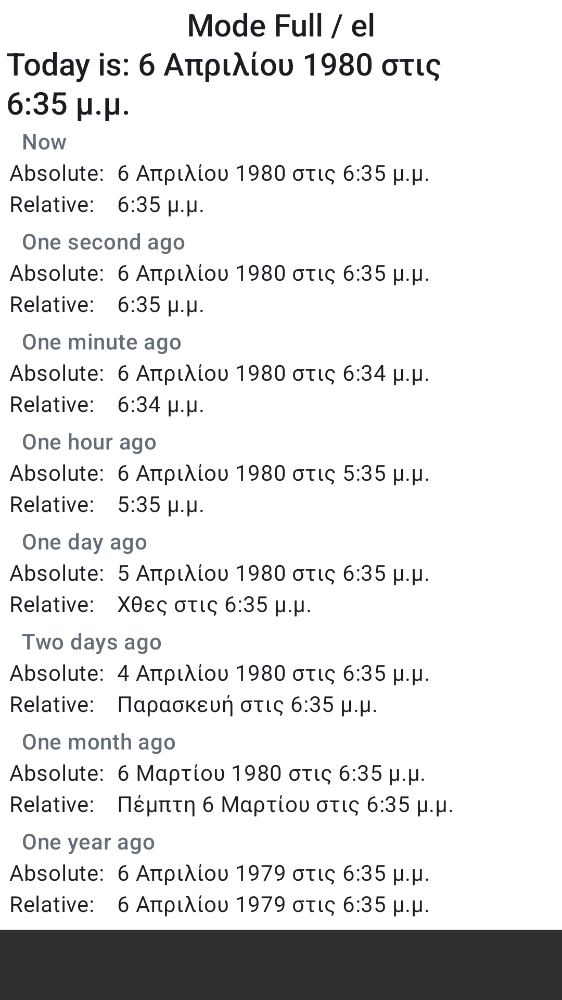 Mode Full / el
Today is: 6 Απριλίου 1980 στις
6:35 μ.μ.
Now
Absolute: 6 Απριλίου 1980 στις 6:35 μ.μ.
Relative: 6:35 μ.μ.
One second ago
Absolute: 6 Απριλίου 1980 στις 6:35 μ.μ.
Relative: 6:35 μ.μ.
One minute ago
Absolute: 6 Απριλίου 1980 στις 6:34 μ.μ.
Relative: 6:34 μ.μ.
One hour ago
Absolute: 6 Απριλίου 1980 στις 5:35 μ.μ.
Relative: 5:35 μ.μ.
One day ago
Absolute: 5 Απριλίου 1980 στις 6:35 μ.μ.
Relative: Χθες στις 6:35 μ.μ.
Two days ago
Absolute: 4 Απριλίου 1980 στις 6:35 μ.μ.
Relative: Παρασκευή στις 6:35 μ.μ.
One month ago
Absolute: 6 Μαρτίου 1980 στις 6:35 μ.μ.
Relative: Πέμπτη 6 Μαρτίου στις 6:35 μ.μ.
One year ago
Absolute: 6 Απριλίου 1979 στις 6:35 μ.μ.
Relative: 6 Απριλίου 1979 στις 6:35 μ.μ.